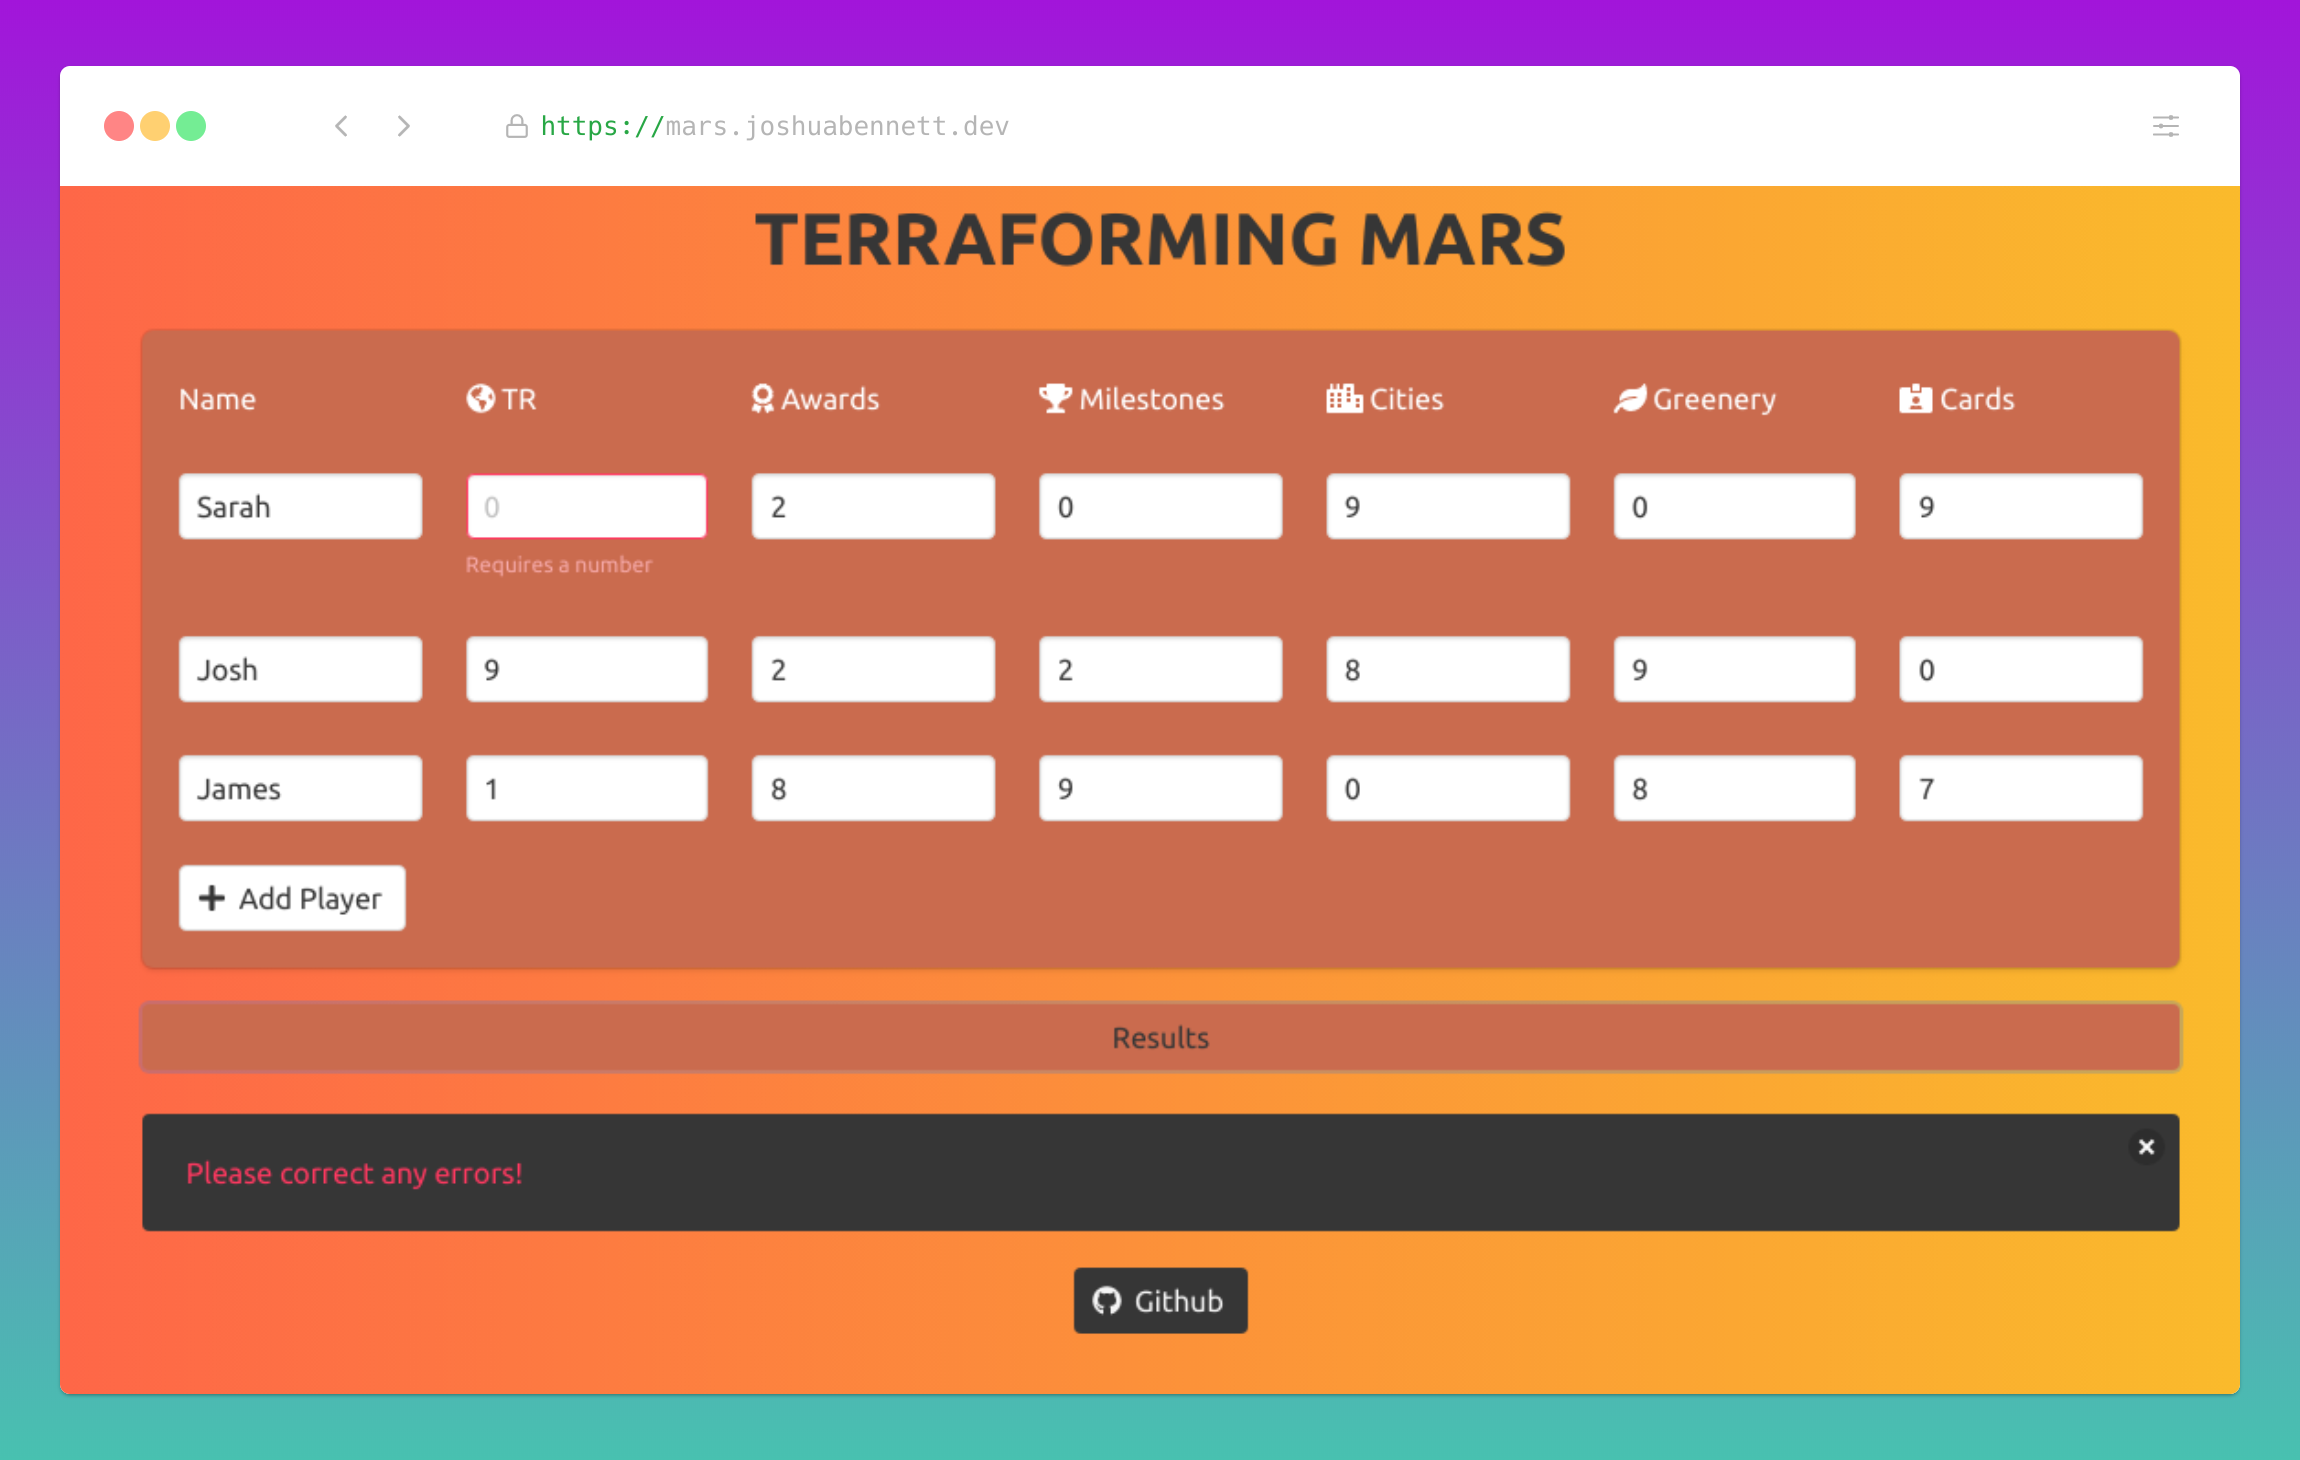 https://mars.joshuabennett.dev
TERRAFORMING MARS
Name TR Awards Milestones Cities Greenery Cards
Sarah 0 2 0 9 0 9
Requires a number
Josh 9 2 2 8 9 0
James 1 8 9 0 8 7
Add Player
Results
Please correct any errors!
Github